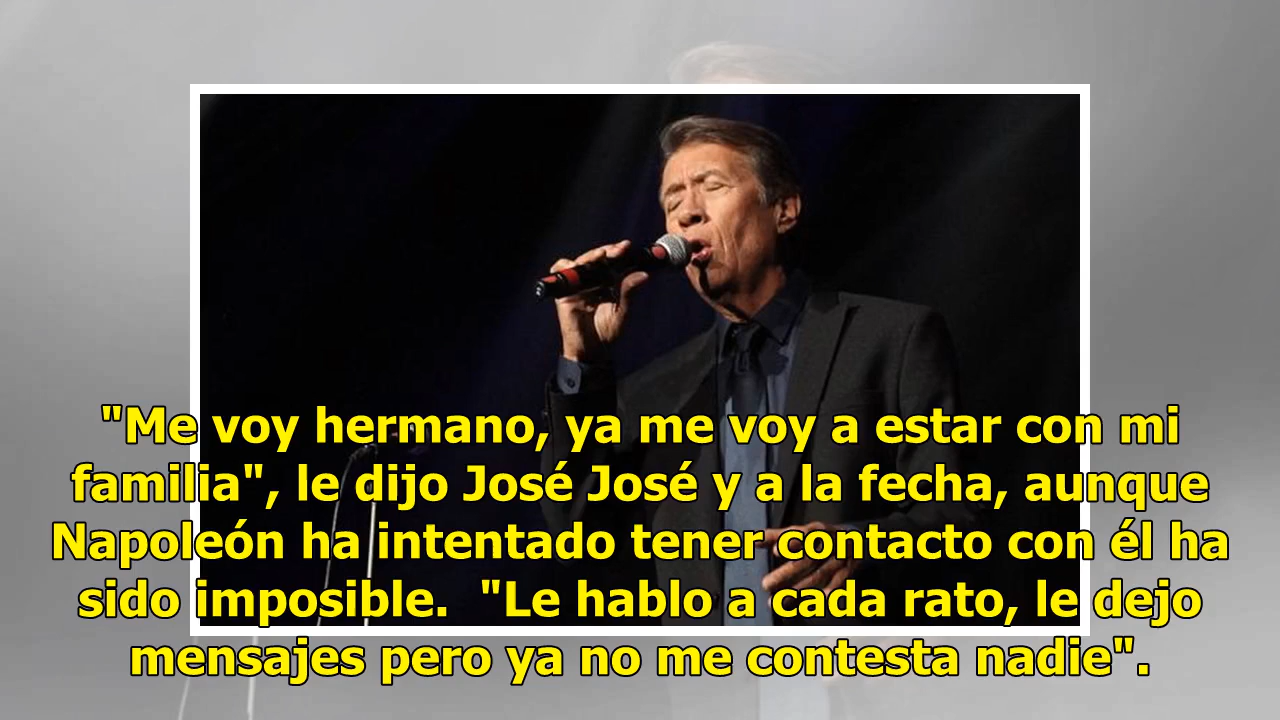 "Me voy hermano, ya me voy a estar con mi
familia", le dijo José José y a la fecha, aunque
Napoleón ha intentado tener contacto con él ha
sido imposible.  "Le hablo a cada rato, le dejo
mensajes pero ya no me contesta nadie".